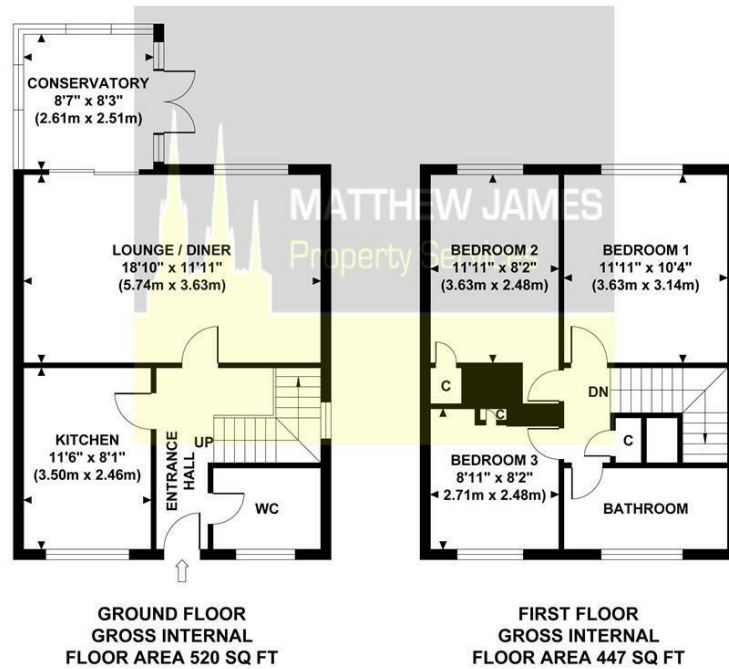 CONSERVATORY
8'7" x 8'3"
(2.61m x 2.51m)
MATTHEW JAMES
Property Services
LOUNGE / DINER
18'10" x 11'11"
(5.74m x 3.63m)
KITCHEN
11'6" x 8'1"
(3.50m x 2.46m)
ENTRANCE
HALL
UP
WC
GROUND FLOOR
GROSS INTERNAL
FLOOR AREA 520 SQ FT
BEDROOM 2
11'11" x 8'2"
(3.63m x 2.48m)
BEDROOM 1
11'11" x 10'4"
(3.63m x 3.14m)
C
C
DN
C
BEDROOM 3
8'11" x 8'2"
2.71m x 2.48m)
BATHROOM
FIRST FLOOR
GROSS INTERNAL
FLOOR AREA 447 SQ FT